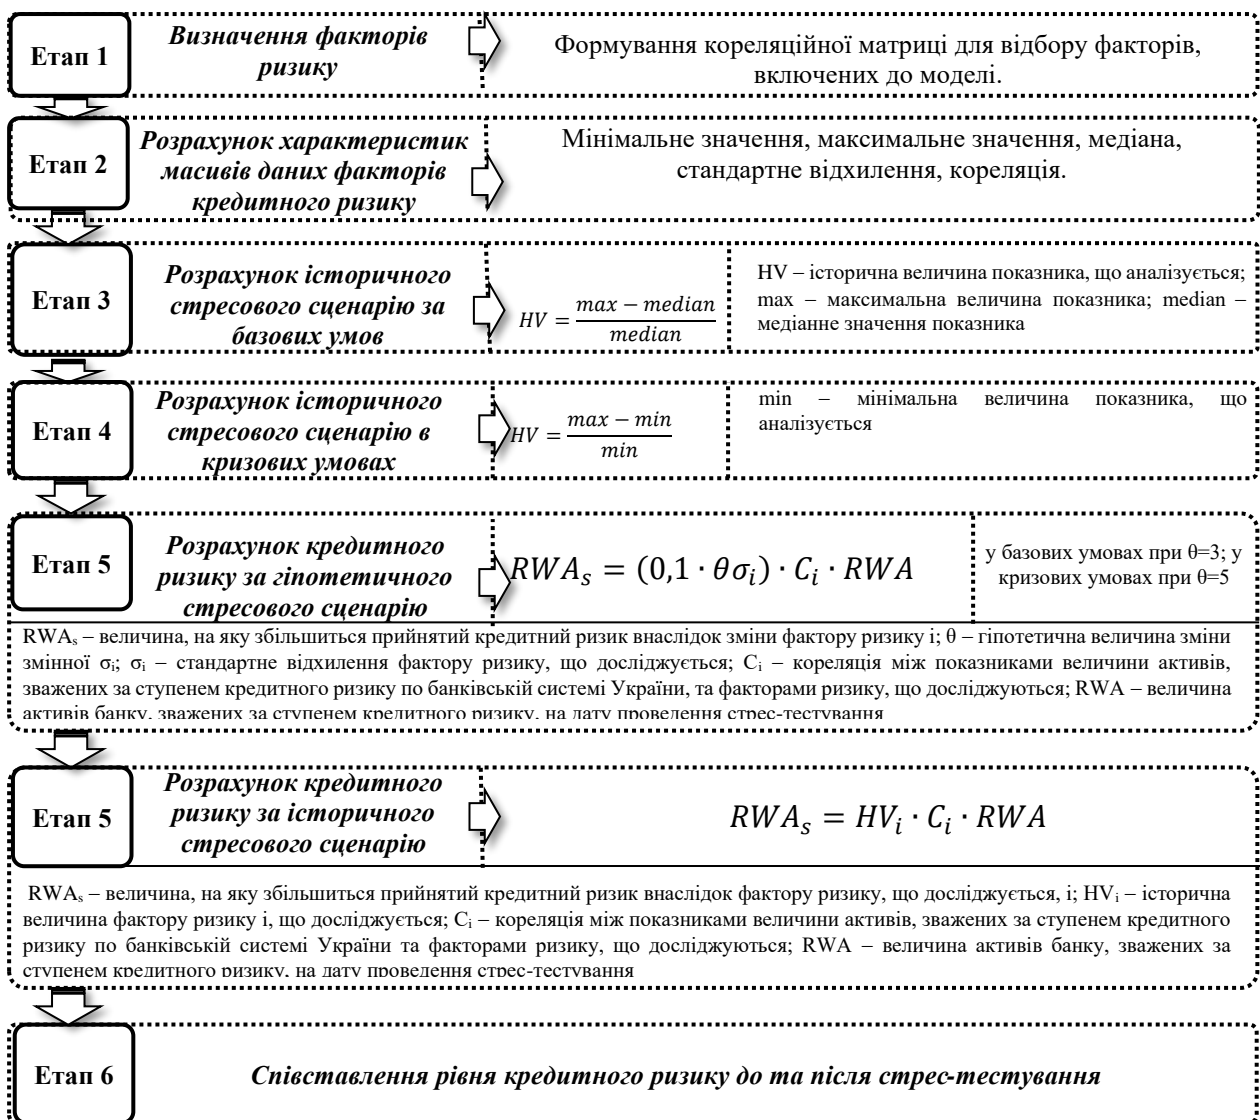 Етап 1
Визначення факторів
ризику
Формування кореляційної матриці для відбору факторів,
включених до моделі.
Етап 2
Розрахунок характеристик
масивів даних факторів
кредитного ризику
Мінімальне значення, максимальне значення, медіана,
стандартне відхилення, кореляція.
Етап 3
Розрахунок історичного
стресового сценарію за
базових умов
HV = (max − median) / median
HV – історична величина показника, що аналізується;
max – максимальна величина показника; median –
медіанне значення показника
Етап 4
Розрахунок історичного
стресового сценарію в
кризових умовах
HV = (max − min) / min
min – мінімальна величина показника, що
аналізується
Етап 5
Розрахунок кредитного
ризику за гіпотетичного
стресового сценарію
RWAₛ = (0,1 · θσᵢ) · Cᵢ · RWA
у базових умовах при θ=3; у
кризових умовах при θ=5
RWAₛ – величина, на яку збільшиться прийнятий кредитний ризик внаслідок зміни фактору ризику і; θ – гіпотетична величина зміни
змінної σᵢ; σᵢ – стандартне відхилення фактору ризику, що досліджується; Cᵢ – кореляція між показниками величини активів,
зважених за ступенем кредитного ризику по банківській системі України, та факторами ризику, що досліджуються; RWA – величина
активів банку, зважених за ступенем кредитного ризику, на дату проведення стрес-тестування
Етап 5
Розрахунок кредитного
ризику за історичного
стресового сценарію
RWAₛ = HVᵢ · Cᵢ · RWA
RWAₛ – величина, на яку збільшиться прийнятий кредитний ризик внаслідок фактору ризику, що досліджується, і; HVᵢ – історична
величина фактору ризику і, що досліджується; Cᵢ – кореляція між показниками величини активів, зважених за ступенем кредитного
ризику по банківській системі України та факторами ризику, що досліджуються; RWA – величина активів банку, зважених за
ступенем кредитного ризику, на дату проведення стрес-тестування
Етап 6
Співставлення рівня кредитного ризику до та після стрес-тестування